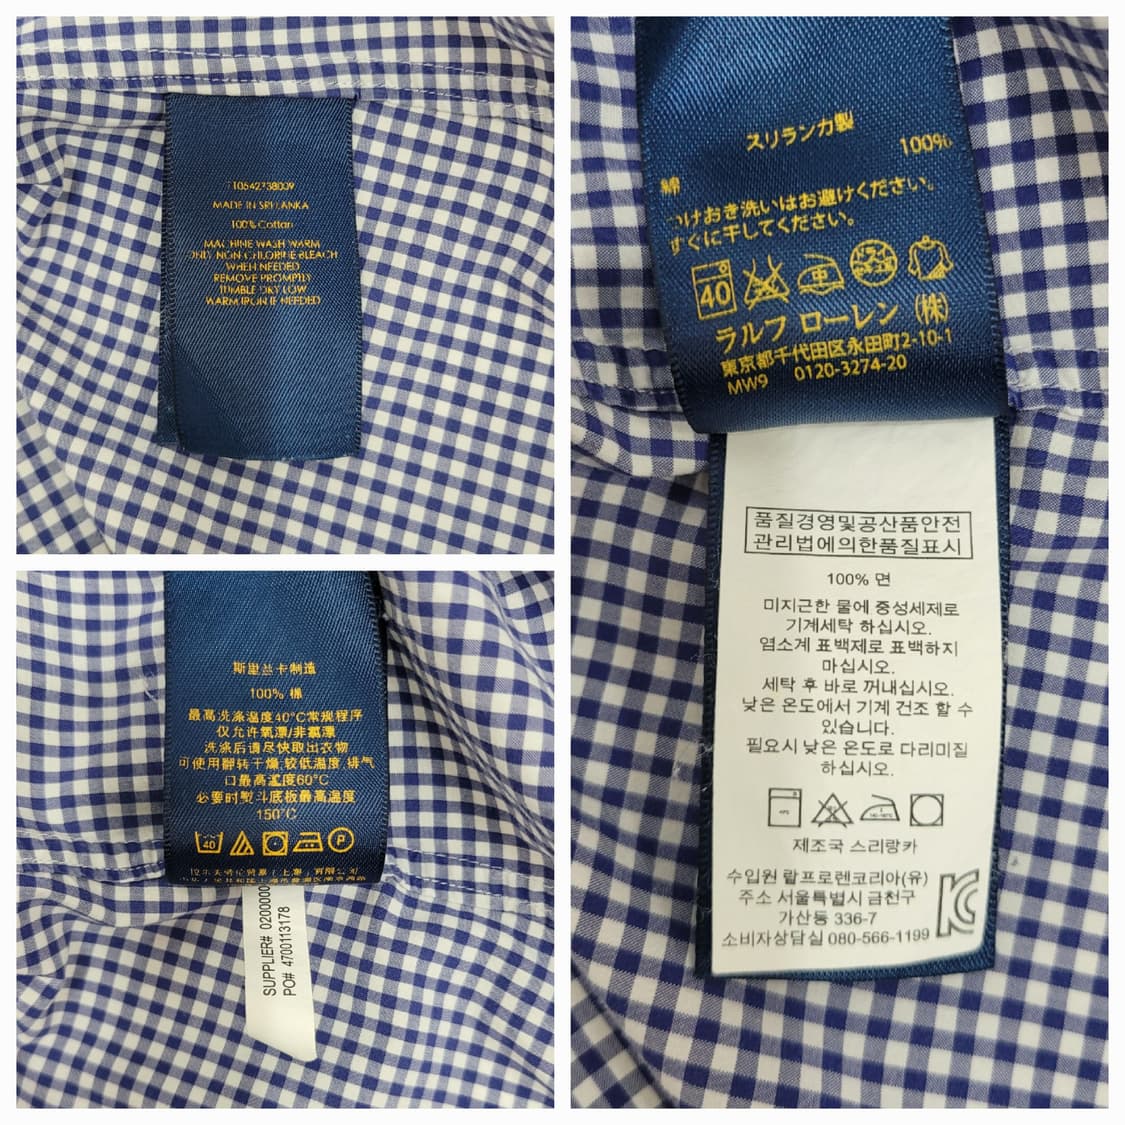 110542738009
MADE IN SRI LANKA
100% Cotton
MACHINE WASH WARM
ONLY NON-CHLORINE BLEACH
WHEN NEEDED
REMOVE PROMPTLY
TUMBLE DRY LOW
WARM IRON IF NEEDED
斯里兰卡制造
100% 棉
最高洗涤温度40°C常规程序
仅允许氧漂/非氯漂
洗涤后请尽快取出衣物
可使用翻转干燥,较低温度,排气
口最高温度60°C
必要时熨斗底板最高温度
150°C
40
P
SUPPLIER# 0200000
PO# 4700113178
スリランカ製
綿 100%
つけおき洗いはお避けください。
すぐに干してください。
40
ラルフ ローレン (株)
東京都千代田区永田町2-10-1
MW9 0120-3274-20
품질경영및공산품안전
관리법에의한품질표시
100% 면
미지근한 물에 중성세제로
기계세탁 하십시오.
염소계 표백제로 표백하지
마십시오.
세탁 후 바로 꺼내십시오.
낮은 온도에서 기계 건조 할 수
있습니다.
필요시 낮은 온도로 다리미질
하십시오.
제조국 스리랑카
수입원 랄프로렌코리아(유)
주소 서울특별시 금천구
가산동 336-7
소비자상담실 080-566-1199